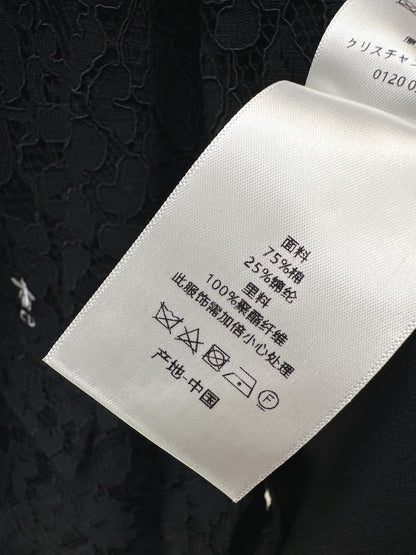 クリスチャン
0120 0
面料
75%棉
25%锦纶
里料
100%聚酯纤维
此服饰需加倍小心处理
F
产地·中国